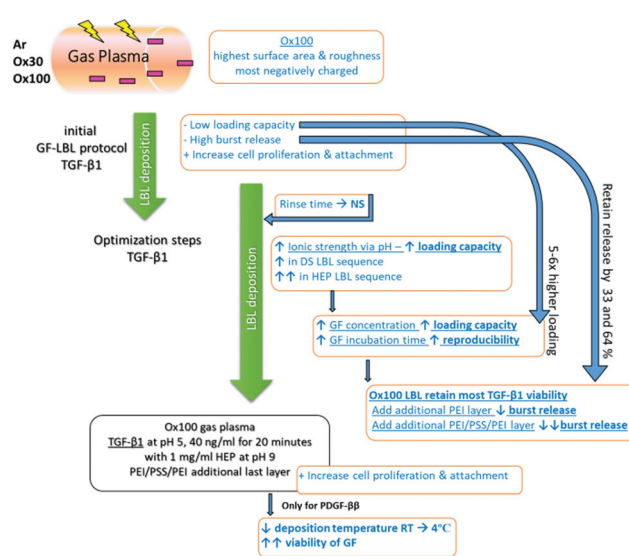 Ar
Ox30
Ox100
Gas Plasma
Ox100
highest surface area & roughness
most negatively charged
initial
GF-LBL protocol
TGF-β1
LBL deposition
- Low loading capacity
- High burst release
+ Increase cell proliferation & attachment
Rinse time → NS
Optimization steps
TGF-β1
LBL deposition
↑ Ionic strength via pH – ↑ loading capacity
↑ in DS LBL sequence
↑↑ in HEP LBL sequence
5-6x higher loading
Retain release by 33 and 64 %
↑ GF concentration ↑ loading capacity
↑ GF incubation time ↑ reproducibility
Ox100 LBL retain most TGF-β1 viability
Add additional PEI layer ↓ burst release
Add additional PEI/PSS/PEI layer ↓↓burst release
Ox100 gas plasma
TGF-β1 at pH 5, 40 ng/ml for 20 minutes
with 1 mg/ml HEP at pH 9
PEI/PSS/PEI additional last layer
+ Increase cell proliferation & attachment
Only for PDGF-ββ
↓ deposition temperature RT → 4°C
↑↑ viability of GF